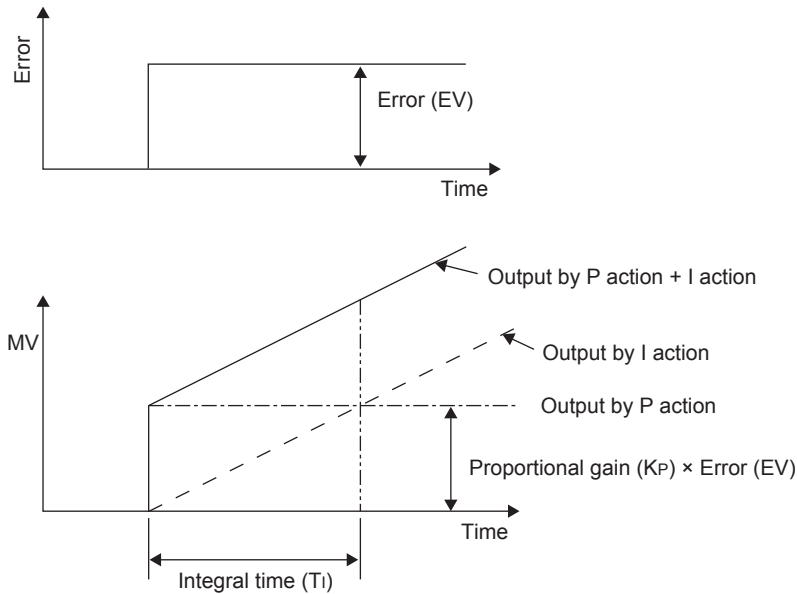 Error
Error (EV)
Time
Output by P action + I action
MV
Output by I action
Output by P action
Proportional gain (KP) × Error (EV)
Time
Integral time (TI)